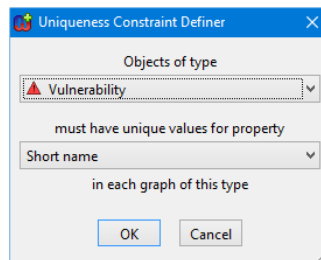 Uniqueness Constraint Definer
Objects of type
Vulnerability
must have unique values for property
Short name
in each graph of this type
OK Cancel